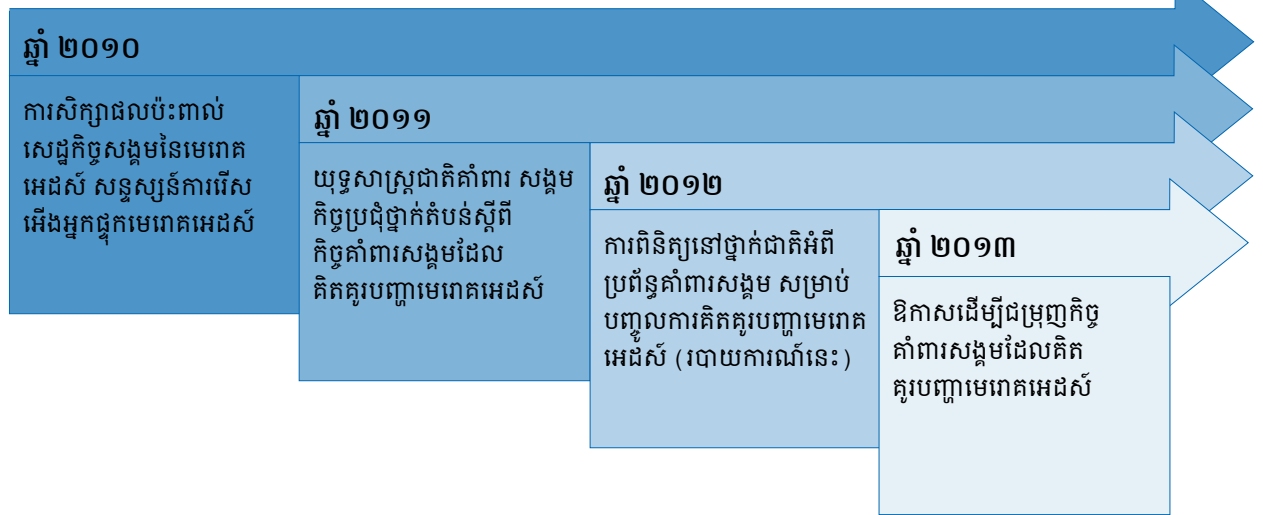 ឆ្នាំ ២០១០
ការសិក្សាផលប៉ះពាល់
សេដ្ឋកិច្ចសង្គមនៃមេរោគ
អេដស៍ សន្ទស្សន៍ការរើស
អើងអ្នកផ្ទុកមេរោគអេដស៍
ឆ្នាំ ២០១១
យុទ្ធសាស្ត្រជាតិគាំពារ សង្គម
កិច្ចប្រជុំថ្នាក់តំបន់ស្តីពី
កិច្ចគាំពារសង្គមដែល
គិតគូរបញ្ហាមេរោគអេដស៍
ឆ្នាំ ២០១២
ការពិនិត្យនៅថ្នាក់ជាតិអំពី
ប្រព័ន្ធគាំពារសង្គម សម្រាប់
បញ្ចូលការគិតគូរបញ្ហាមេរោគ
អេដស៍ (របាយការណ៍នេះ)
ឆ្នាំ ២០១៣
ឱកាសដើម្បីជម្រុញកិច្ច
គាំពារសង្គមដែលគិត
គូរបញ្ហាមេរោគអេដស៍